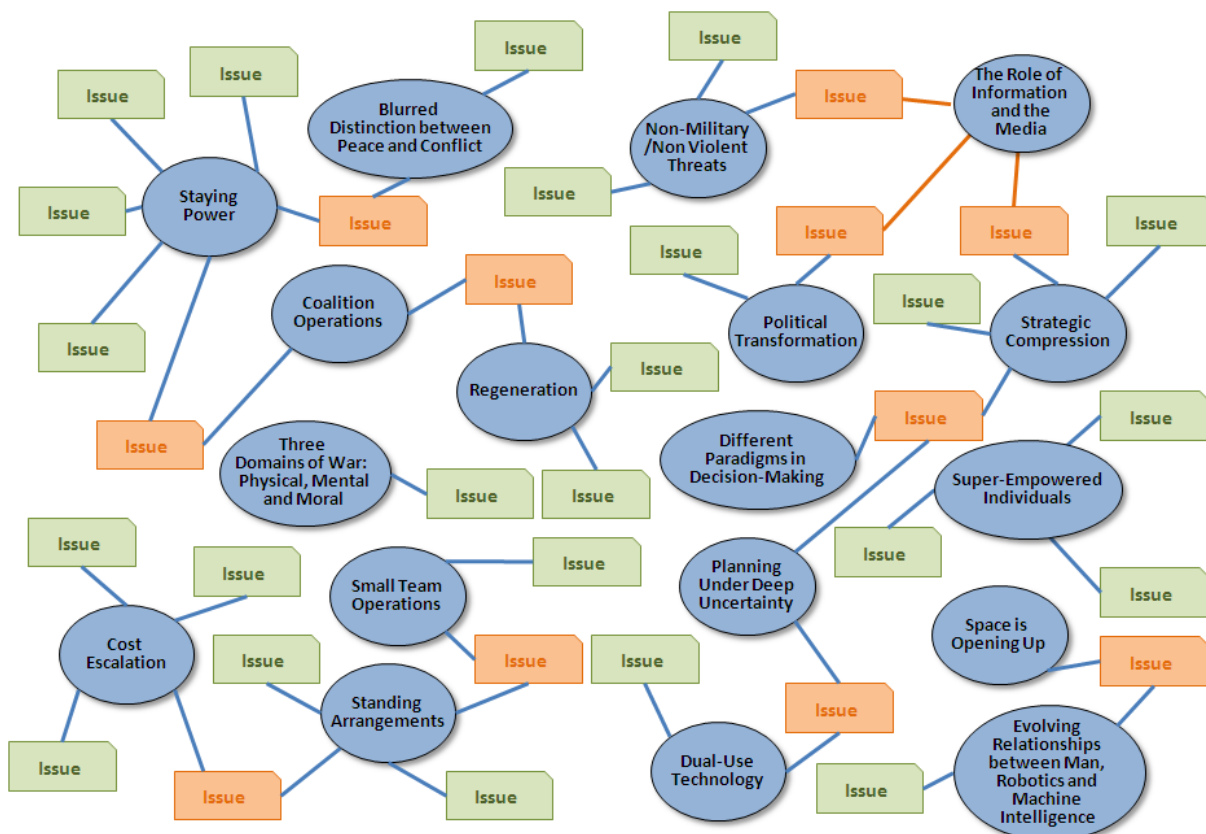 Issue
Issue
Issue
Issue
Issue
The Role of
Information
and the
Media
Blurred
Distinction between
Peace and Conflict
Non-Military
/Non Violent
Threats
Issue
Staying
Power
Issue
Issue
Issue
Issue
Issue
Issue
Issue
Issue
Coalition
Operations
Issue
Political
Transformation
Strategic
Compression
Issue
Issue
Regeneration
Issue
Issue
Issue
Three
Domains of War:
Physical, Mental
and Moral
Different
Paradigms in
Decision-Making
Issue
Issue
Super-Empowered
Individuals
Issue
Issue
Issue
Issue
Small Team
Operations
Planning
Under Deep
Uncertainty
Issue
Cost
Escalation
Space is
Opening Up
Issue
Issue
Issue
Issue
Standing
Arrangements
Issue
Issue
Dual-Use
Technology
Evolving
Relationships
between Man,
Robotics and
Machine
Intelligence
Issue
Issue
Issue